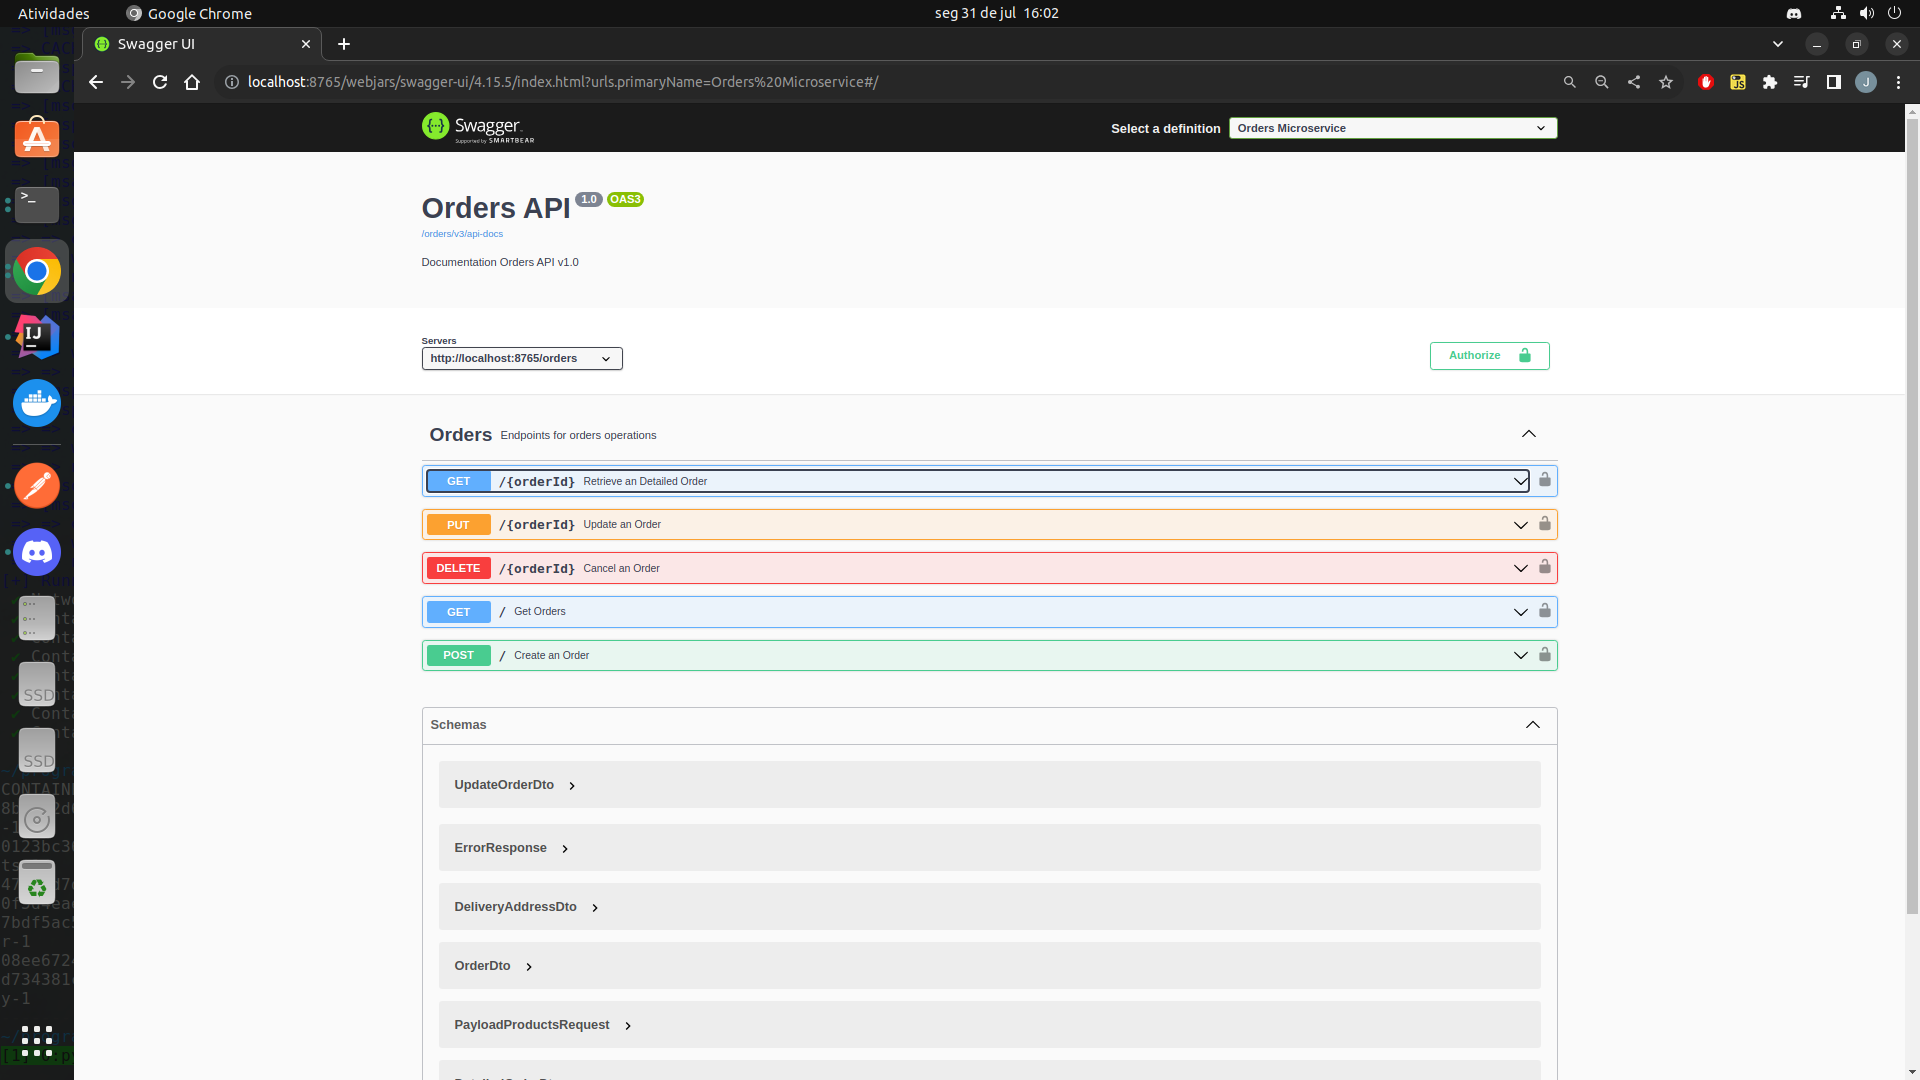 Atividades
Google Chrome
seg 31 de jul 16:02
Swagger UI
localhost:8765/webjars/swagger-ui/4.15.5/index.html?urls.primaryName=Orders%20Microservice#/
JS
J
Swagger
Supported by SMARTBEAR
Select a definition
Orders Microservice
Orders API 1.0 OAS3
/orders/v3/api-docs
Documentation Orders API v1.0
Servers
http://localhost:8765/orders
Authorize
Orders Endpoints for orders operations
GET /{orderId} Retrieve an Detailed Order
PUT /{orderId} Update an Order
DELETE /{orderId} Cancel an Order
GET / Get Orders
POST / Create an Order
Schemas
UpdateOrderDto
ErrorResponse
DeliveryAddressDto
OrderDto
PayloadProductsRequest
>_
IJ
SSD
SSD